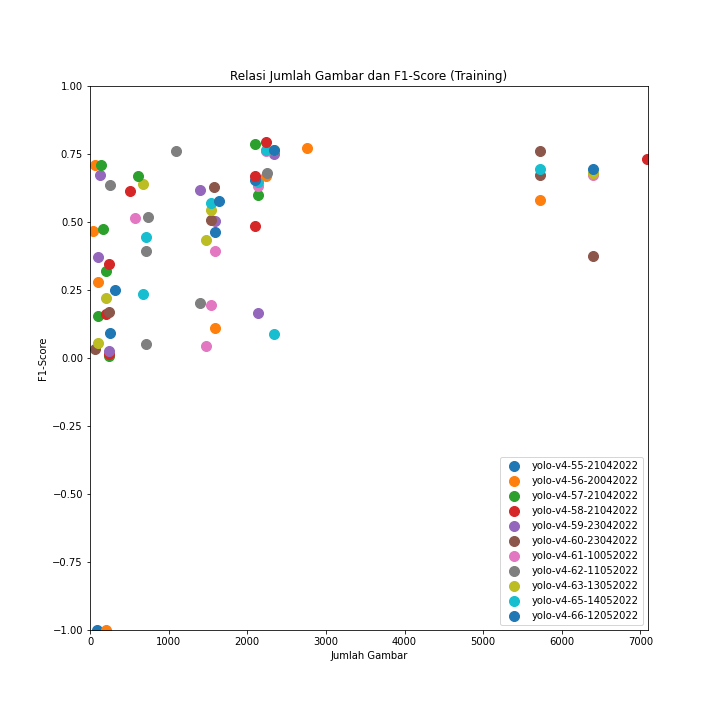 Relasi Jumlah Gambar dan F1-Score (Training)
1.00
0.75
0.50
0.25
0.00
−0.25
−0.50
−0.75
−1.00
F1-Score
0 1000 2000 3000 4000 5000 6000 7000
Jumlah Gambar
yolo-v4-55-21042022
yolo-v4-56-20042022
yolo-v4-57-21042022
yolo-v4-58-21042022
yolo-v4-59-23042022
yolo-v4-60-23042022
yolo-v4-61-10052022
yolo-v4-62-11052022
yolo-v4-63-13052022
yolo-v4-65-14052022
yolo-v4-66-12052022